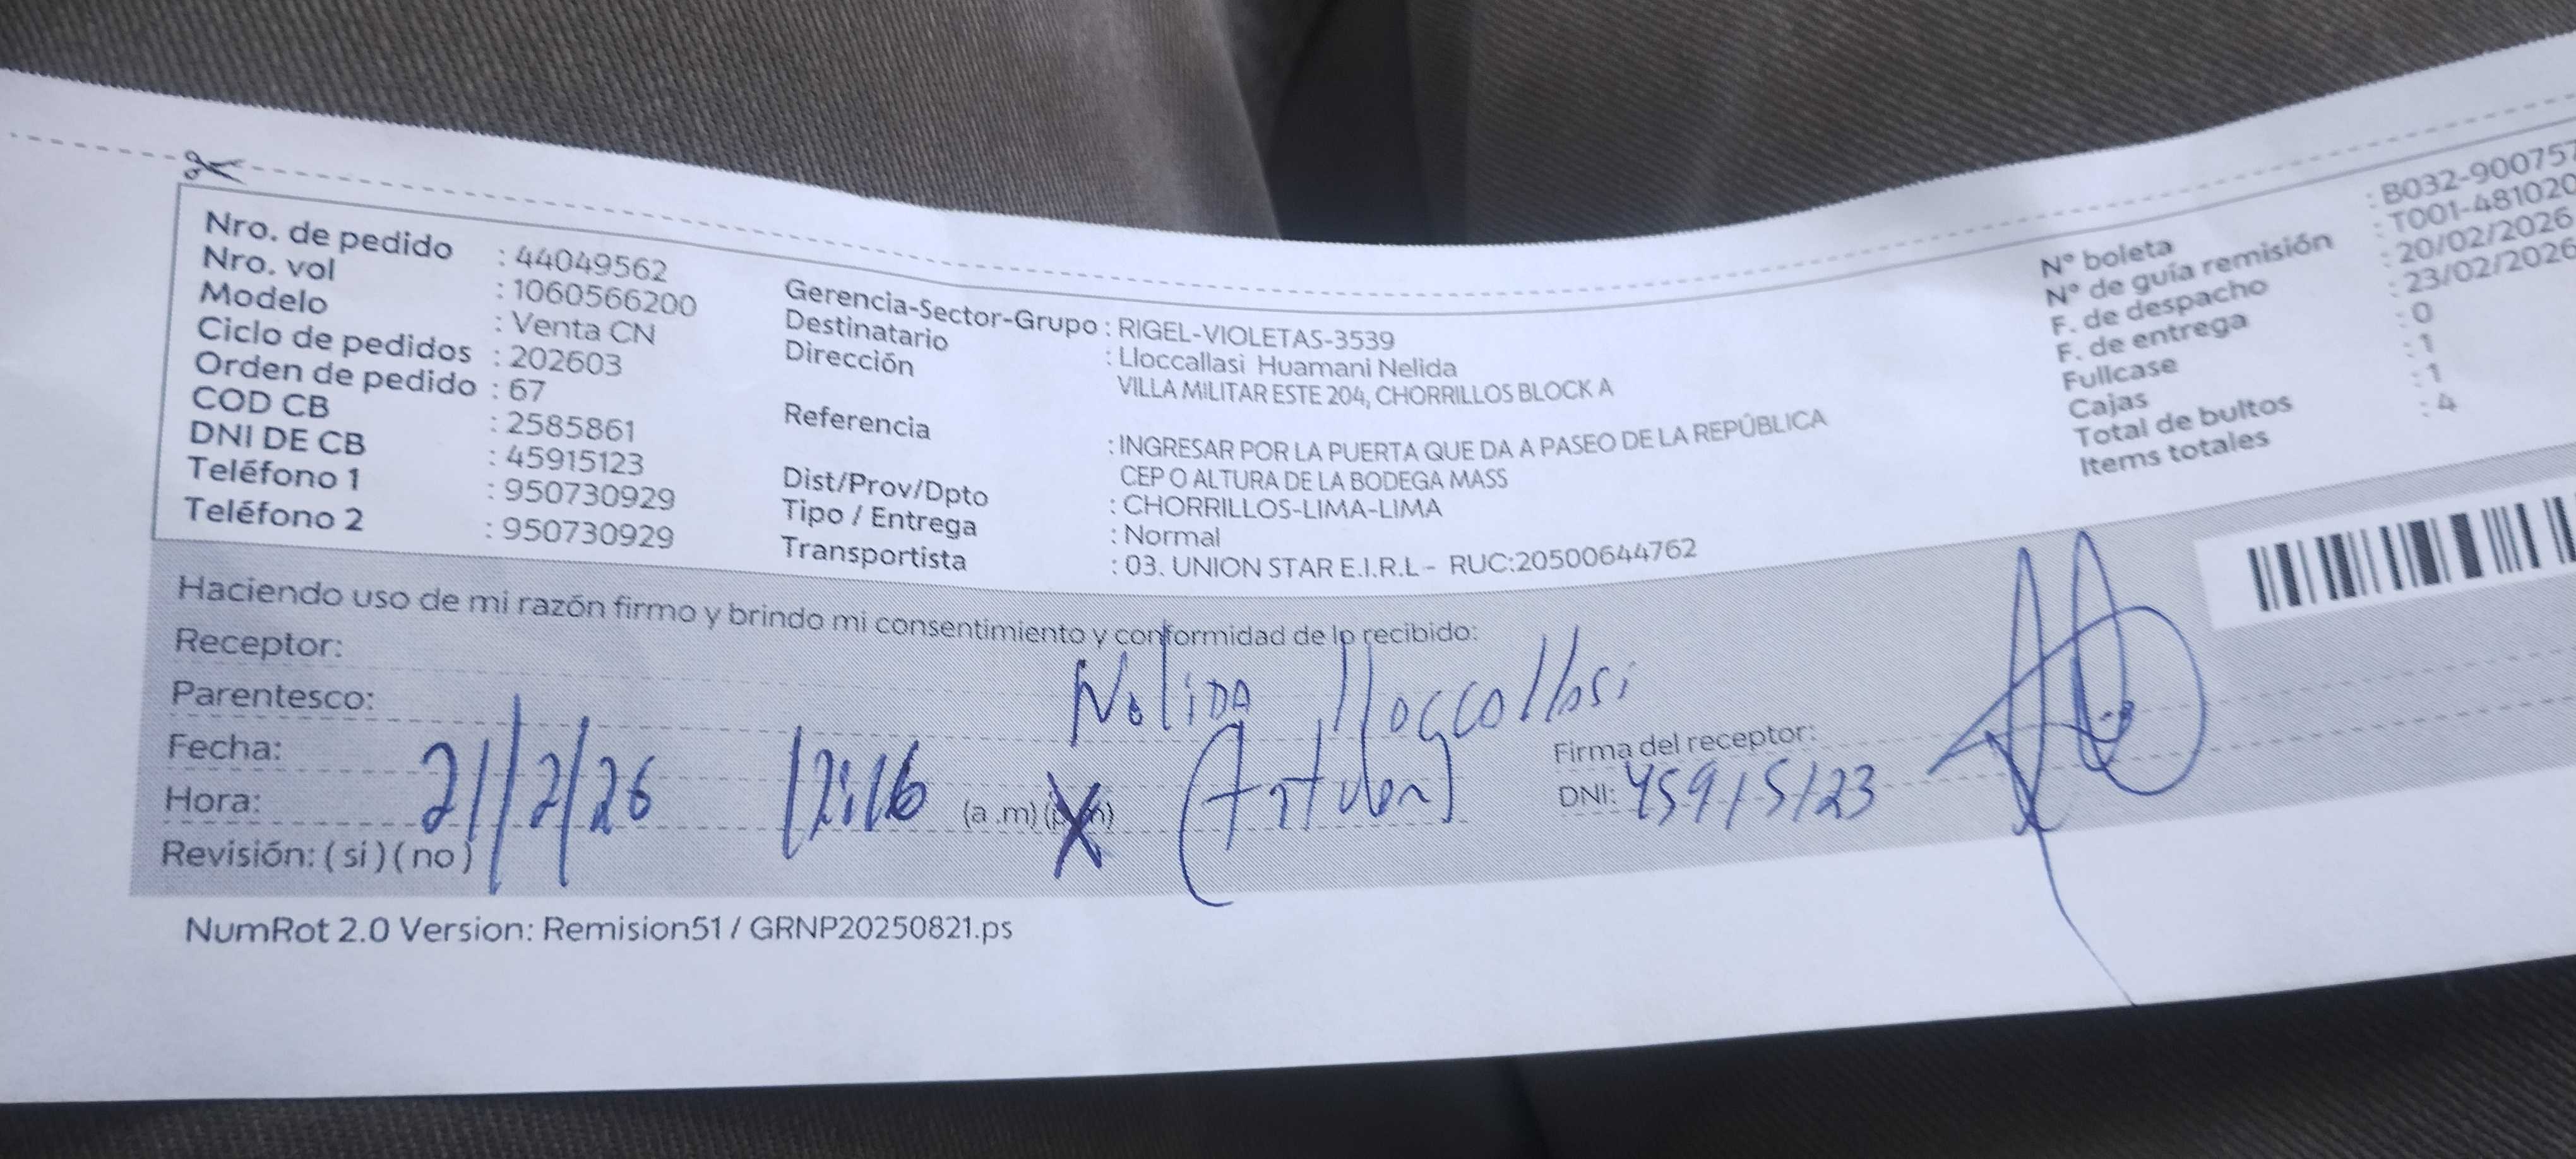 Nro. de pedido : 44049562
Nro. vol : 1060566200
Modelo : Venta CN
Ciclo de pedidos : 202603
Orden de pedido : 67
COD CB : 2585861
DNI DE CB : 45915123
Teléfono 1 : 950730929
Teléfono 2 : 950730929
Gerencia-Sector-Grupo : RIGEL-VIOLETAS-3539
Destinatario : Lloccallasi Huamani Nelida
Dirección VILLA MILITAR ESTE 204, CHORRILLOS BLOCK A
Referencia : INGRESAR POR LA PUERTA QUE DA A PASEO DE LA REPÚBLICA
CEP O ALTURA DE LA BODEGA MASS
Dist/Prov/Dpto : CHORRILLOS-LIMA-LIMA
Tipo / Entrega : Normal
Transportista : 03. UNION STAR E.I.R.L - RUC:20500644762
N° boleta : B032-900757
N° de guía remisión : T001-481020
F. de despacho : 20/02/2026
F. de entrega : 23/02/2026
Fullcase : 0
Cajas : 1
Total de bultos : 1
Items totales : 4
Haciendo uso de mi razón firmo y brindo mi consentimiento y conformidad de lo recibido:
Receptor: Nelida Lloccollasi
Parentesco: (Titular)
Fecha: 21/2/26
Hora: 12:16 (a .m) (p.m)
Revisión: ( si ) ( no )
Firma del receptor:
DNI: 45915123
NumRot 2.0 Version: Remision51 / GRNP20250821.ps